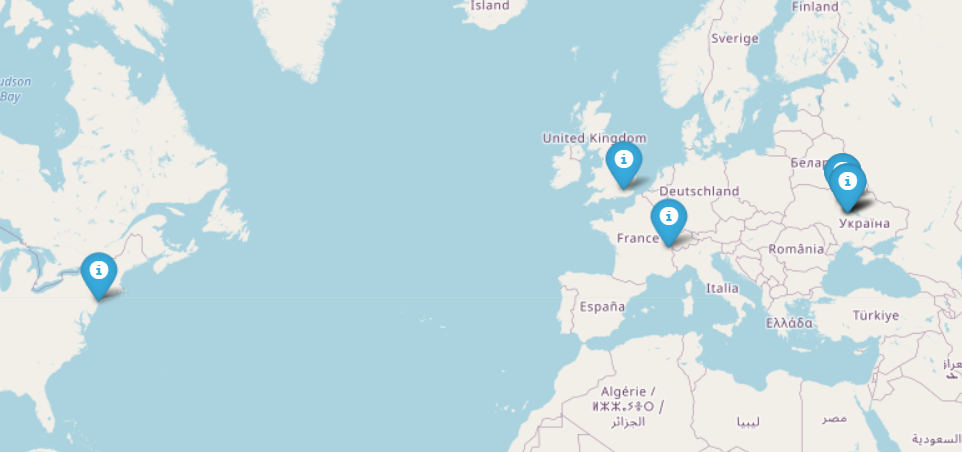 Ísland
Finland
Sverige
udson
Bay
United Kingdom
Белар
Deutschland
Україна
France
România
Italia
España
Ελλάδα
Türkiye
Algérie /
ⵍⵣⵣⴰⵢⴻⵔ /
الجزائر
ليبيا
مصر
السعودية